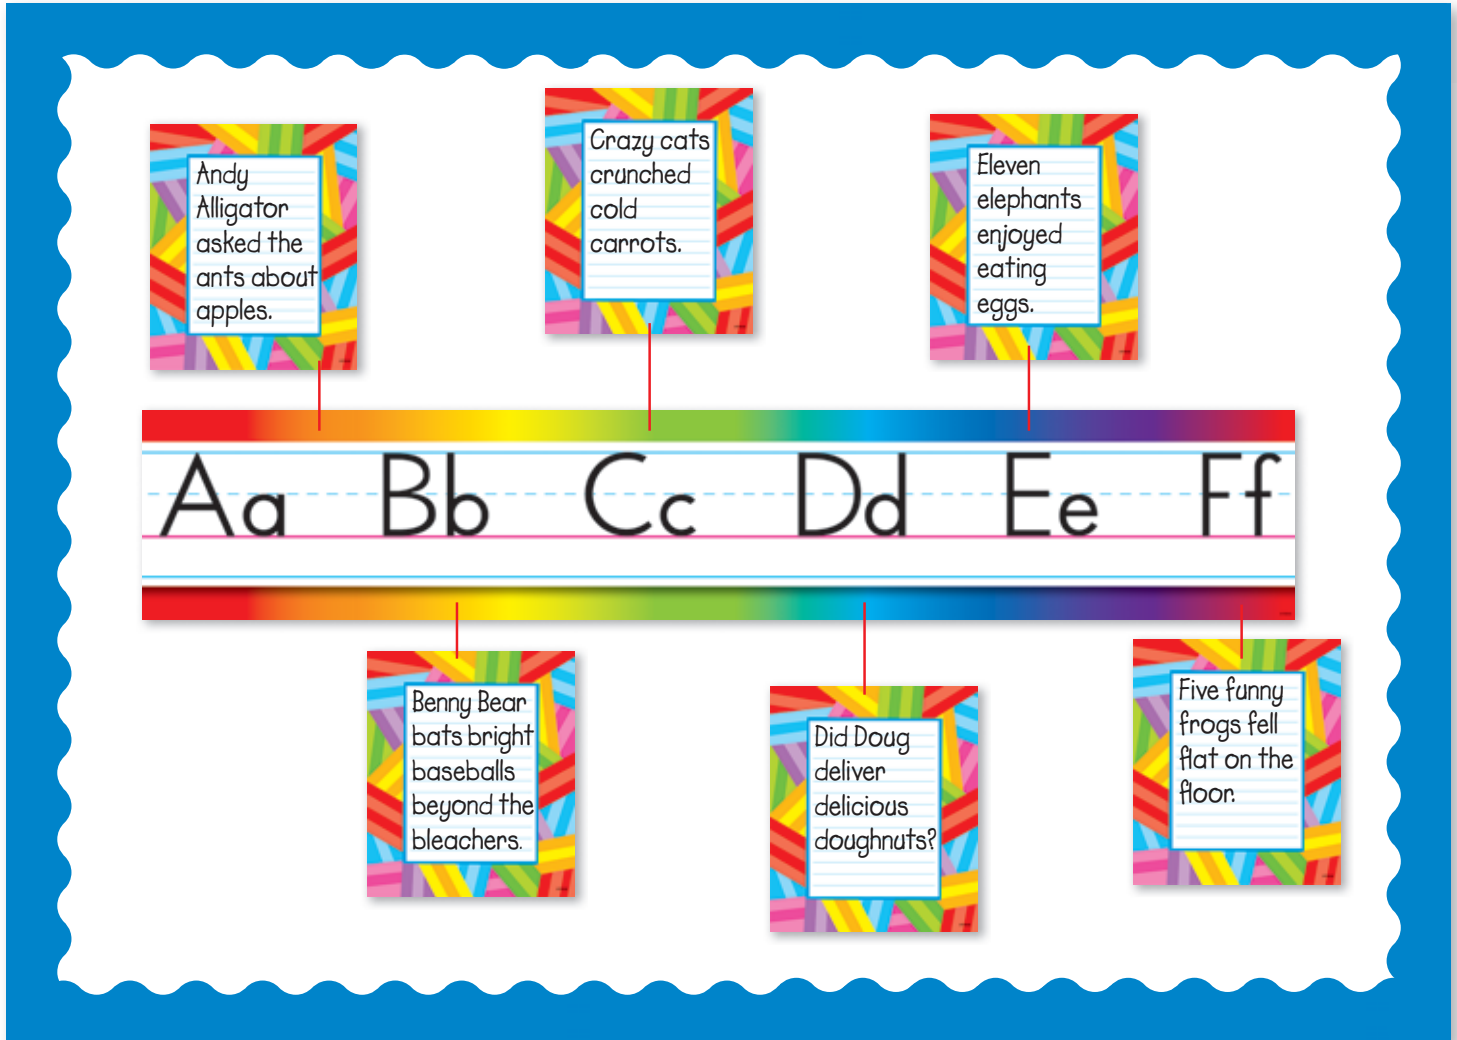 Andy
Alligator
asked the
ants about
apples.
Crazy cats
crunched
cold
carrots.
Eleven
elephants
enjoyed
eating
eggs.
Aa Bb Cc Dd Ee Ff
Benny Bear
bats bright
baseballs
beyond the
bleachers.
Did Doug
deliver
delicious
doughnuts?
Five funny
frogs fell
flat on the
floor.